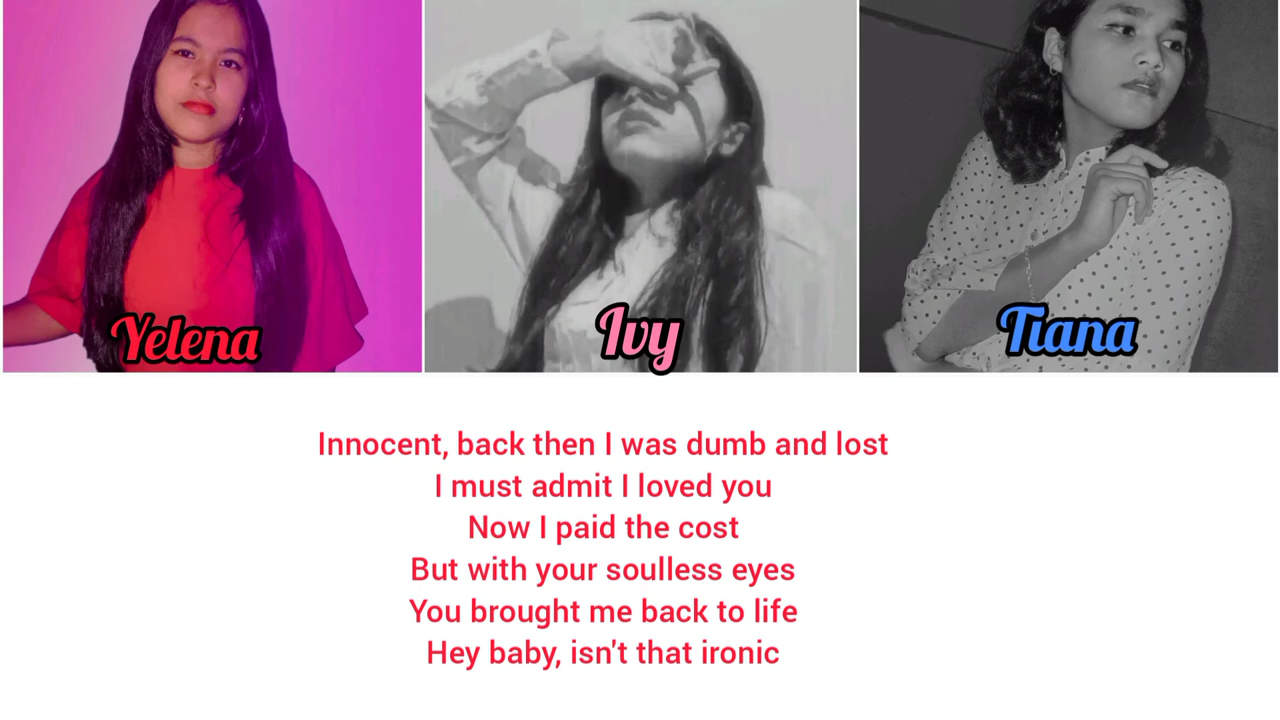 Yelena
Ivy
Tiana
Innocent, back then I was dumb and lost
I must admit I loved you
Now I paid the cost
But with your soulless eyes
You brought me back to life
Hey baby, isn't that ironic